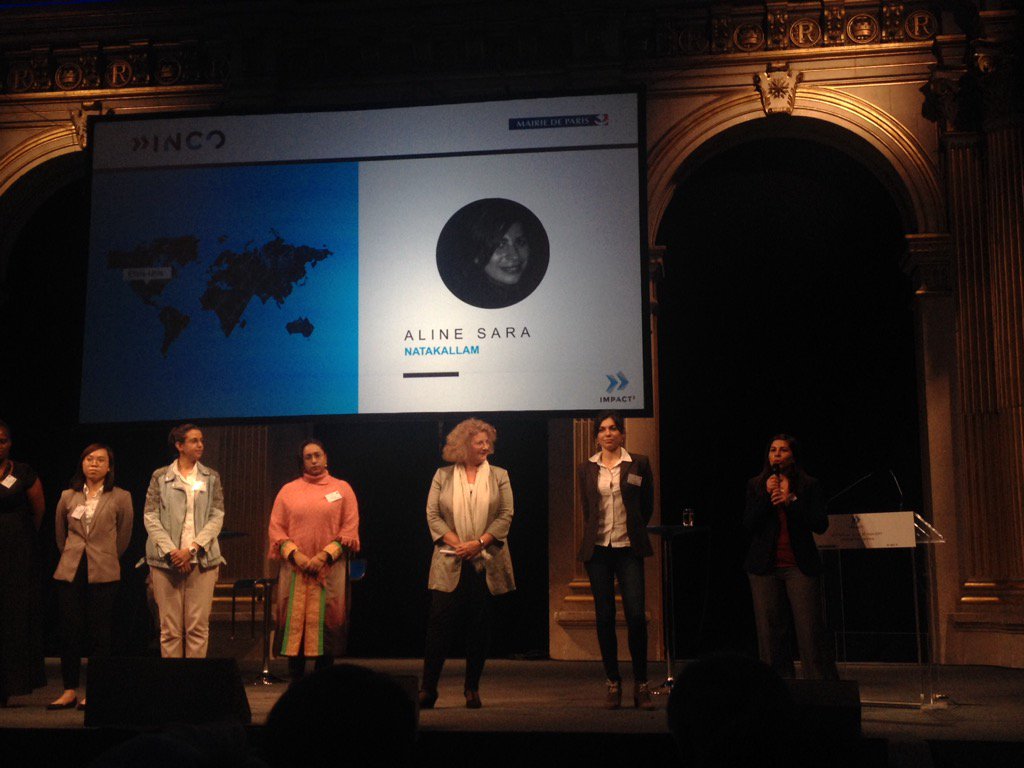 »INCO
MAIRIE DE PARIS
ALINE SARA
NATAKALLAM
IMPACT²
R O R O R
R O R O R